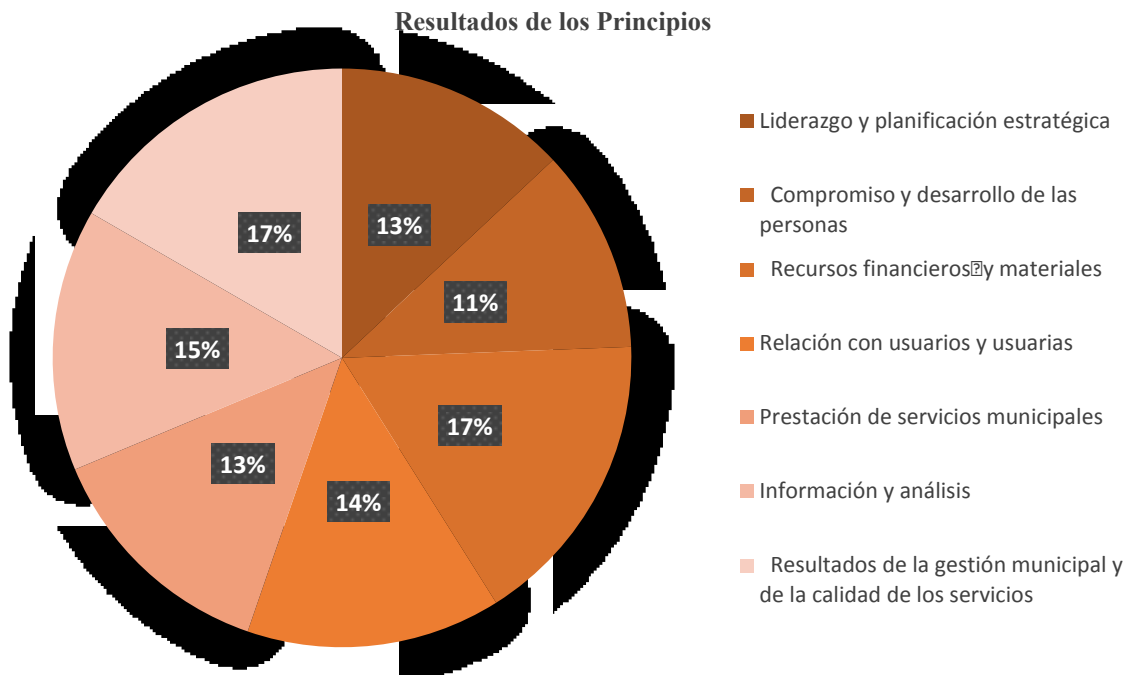 Resultados de los Principios
13%
11%
17%
14%
13%
15%
17%
Liderazgo y planificación estratégica
Compromiso y desarrollo de las
personas
Recursos financieros⍰y materiales
Relación con usuarios y usuarias
Prestación de servicios municipales
Información y análisis
Resultados de la gestión municipal y
de la calidad de los servicios